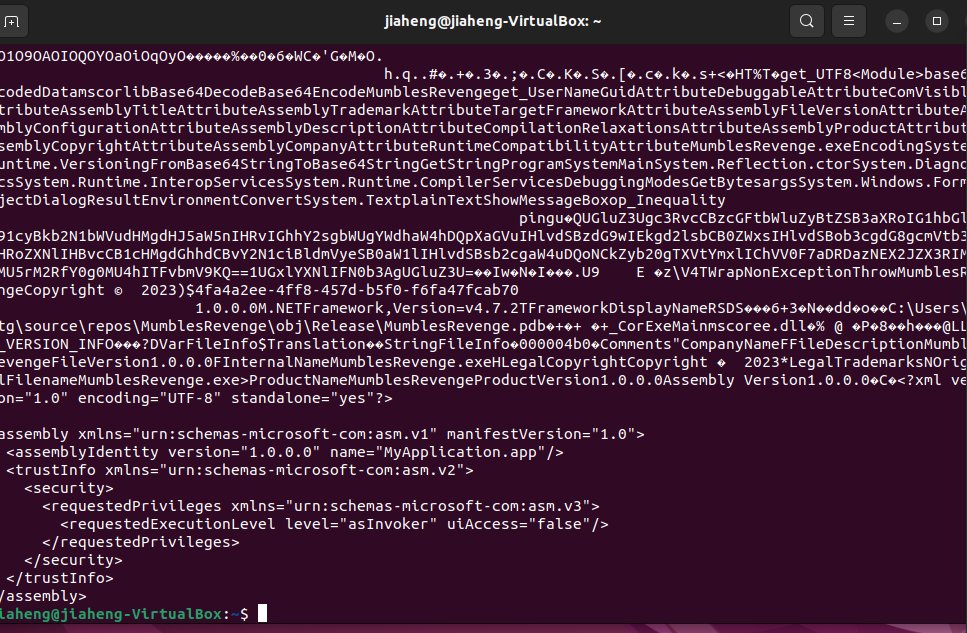 jiaheng@jiaheng-VirtualBox: ~
O1O9OAOIOQOYOaOiOqOyO�����%��0�6�WC�'G�M�O.
h.q..#�.+�.3�.;�.C�.K�.S�.[�.c�.k�.s+<�HT%T�get_UTF8<Module>base6
codedDatamscorlibBase64DecodeBase64EncodeMumblesRevengeget_UserNameGuidAttributeDebuggableAttributeComVisibl
tributeAssemblyTitleAttributeAssemblyTrademarkAttributeTargetFrameworkAttributeAssemblyFileVersionAttributeA
mblyConfigurationAttributeAssemblyDescriptionAttributeCompilationRelaxationsAttributeAssemblyProductAttribut
semblyCopyrightAttributeAssemblyCompanyAttributeRuntimeCompatibilityAttributeMumblesRevenge.exeEncodingSyste
untime.VersioningFromBase64StringToBase64StringGetStringProgramSystemMainSystem.Reflection.ctorSystem.Diagno
csSystem.Runtime.InteropServicesSystem.Runtime.CompilerServicesDebuggingModesGetBytesargsSystem.Windows.Form
jectDialogResultEnvironmentConvertSystem.TextplainTextShowMessageBoxop_Inequality
pingu�QUGluZ3Ugc3RvcCBzcGFtbWluZyBtZSB3aXRoIG1hbGl
91cyBkb2N1bWVudHMgdHJ5aW5nIHRvIGhhY2sgbWUgYWdhaW4hDQpXaGVuIHlvdSBzdG9wIEkgd2lsbCB0ZWxsIHlvdSBob3cgdG8gcmVtb3
HRoZXNlIHBvcCB1cHMgdGhhdCBvY2N1ciBldmVyeSB0aW1lIHlvdSBsb2cgaW4uDQoNCkZyb20gTXVtYmxlIChVV0F7aDRDazNEX2JZX3RIM
MU5rM2RfY0g0MU4hITFvbmV9KQ==1UGxlYXNlIFN0b3AgUGluZ3U=��Iw�N�I���.U9 E �z\V4TWrapNonExceptionThrowMumblesR
ngeCopyright © 2023)$4fa4a2ee-4ff8-457d-b5f0-f6fa47fcab70
1.0.0.0M.NETFramework,Version=v4.7.2TFrameworkDisplayNameRSDS���6+3�N��dd�o��C:\Users\
tg\source\repos\MumblesRevenge\obj\Release\MumblesRevenge.pdb�+�+ �+_CorExeMainmscoree.dll�% @ �P�8��h���@LL
_VERSION_INFO���?DVarFileInfo$Translation��StringFileInfo�000004b0�Comments"CompanyNameFFileDescriptionMumbl
evengeFileVersion1.0.0.0FInternalNameMumblesRevenge.exeHLegalCopyrightCopyright � 2023*LegalTrademarksNOrig
lFilenameMumblesRevenge.exe>ProductNameMumblesRevengeProductVersion1.0.0.0Assembly Version1.0.0.0�C�<?xml ve
on="1.0" encoding="UTF-8" standalone="yes"?>
assembly xmlns="urn:schemas-microsoft-com:asm.v1" manifestVersion="1.0">
<assemblyIdentity version="1.0.0.0" name="MyApplication.app"/>
<trustInfo xmlns="urn:schemas-microsoft-com:asm.v2">
<security>
<requestedPrivileges xmlns="urn:schemas-microsoft-com:asm.v3">
<requestedExecutionLevel level="asInvoker" uiAccess="false"/>
</requestedPrivileges>
</security>
</trustInfo>
/assembly>
iaheng@jiaheng-VirtualBox:~$